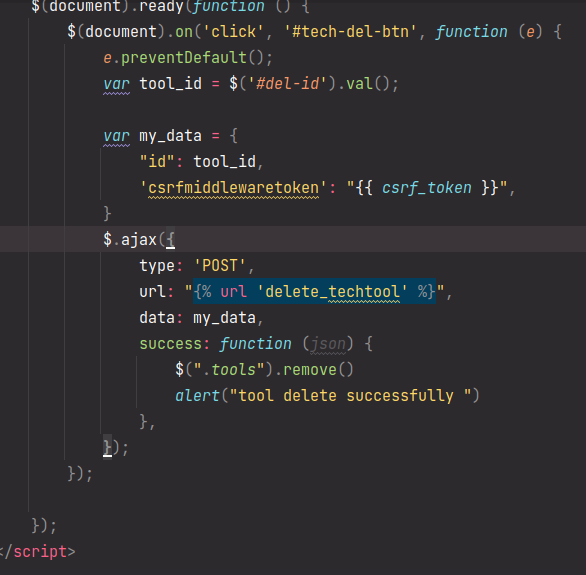 $(document).ready(function () {
$(document).on('click', '#tech-del-btn', function (e) {
e.preventDefault();
var tool_id = $('#del-id').val();
var my_data = {
"id": tool_id,
'csrfmiddlewaretoken': "{{ csrf_token }}",
}
$.ajax({
type: 'POST',
url: "{% url 'delete_techtool' %}",
data: my_data,
success: function (json) {
$(".tools").remove()
alert("tool delete successfully ")
},
});
});
});
</script>